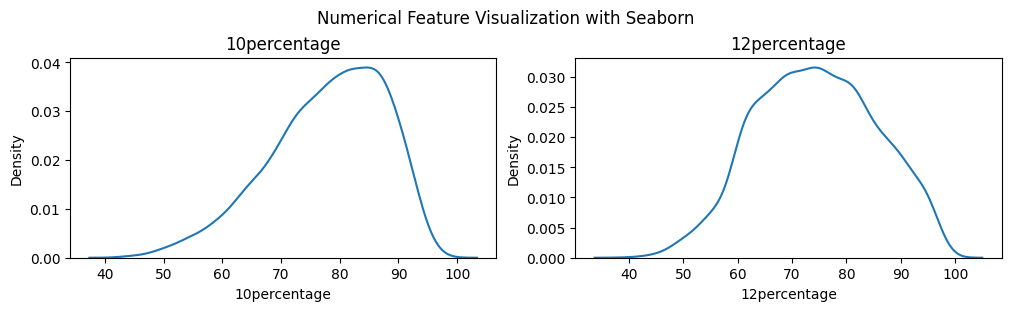 Numerical Feature Visualization with Seaborn
10percentage
0.04
0.03
0.02
0.01
0.00
Density
40 50 60 70 80 90 100
10percentage
12percentage
0.030
0.025
0.020
0.015
0.010
0.005
0.000
Density
40 50 60 70 80 90 100
12percentage